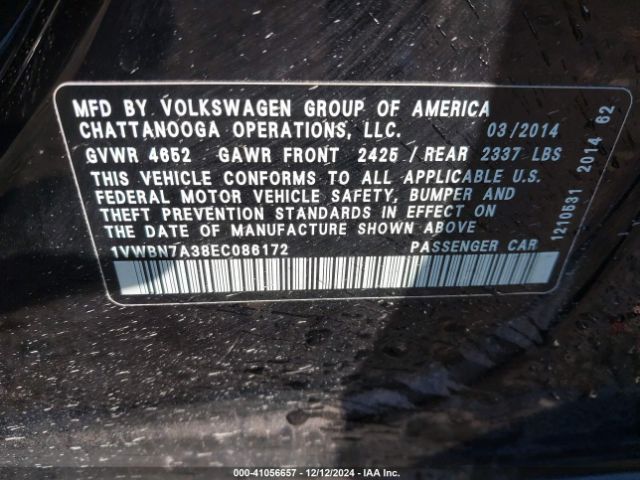 MFD BY VOLKSWAGEN GROUP OF AMERICA
CHATTANOOGA OPERATIONS, LLC. 03/2014
GVWR 4652 GAWR FRONT 2425 / REAR 2337 LBS
THIS VEHICLE CONFORMS TO ALL APPLICABLE U.S.
FEDERAL MOTOR VEHICLE SAFETY, BUMPER AND
THEFT PREVENTION STANDARDS IN EFFECT ON
THE DATE OF MANUFACTURE SHOWN ABOVE
1VWBN7A38EC086172 PASSENGER CAR
1210531 2014 62
000-41056657 - 12/12/2024 - IAA Inc.